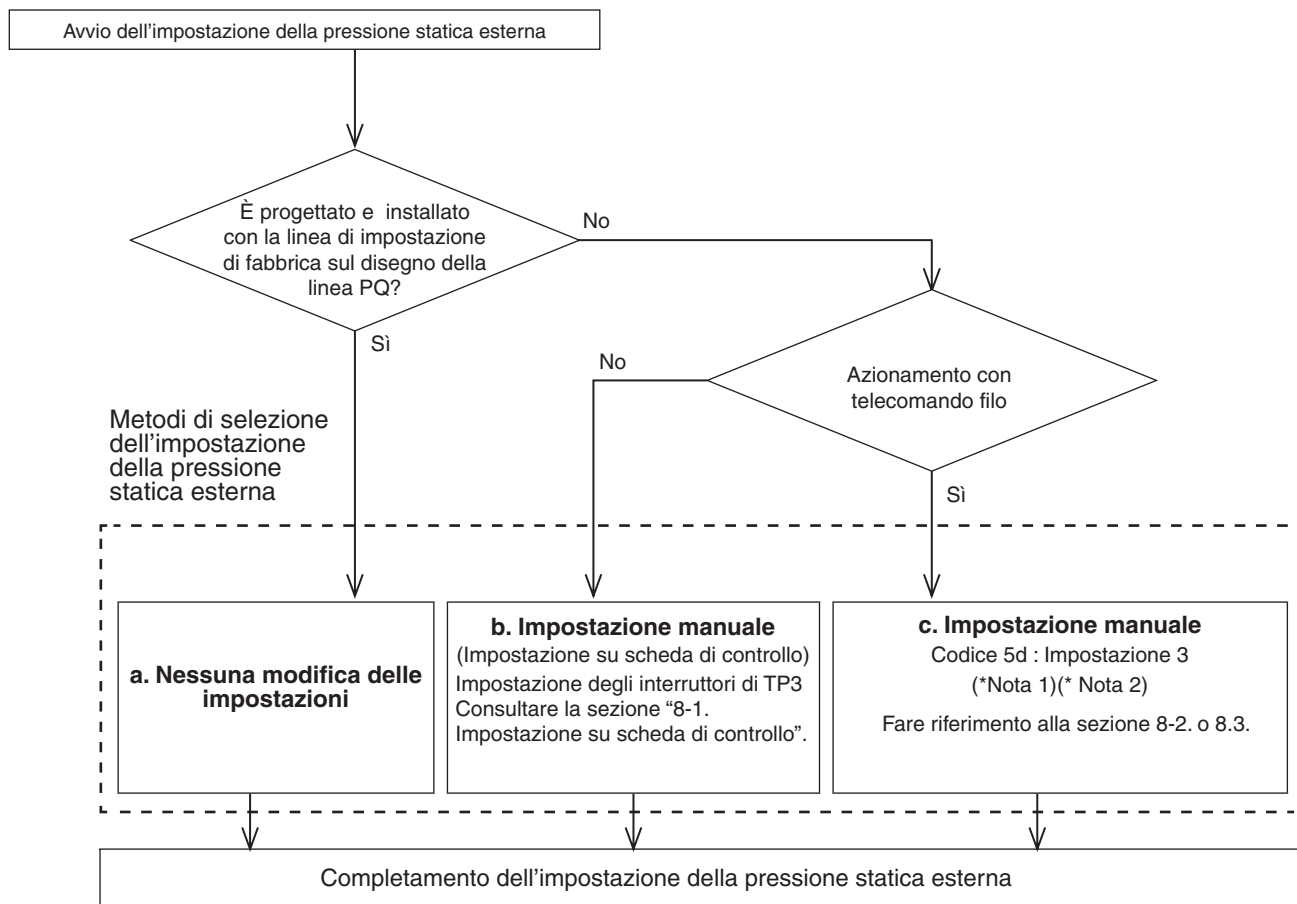 Avvio dell'impostazione della pressione statica esterna
È progettato e installato
con la linea di impostazione
di fabbrica sul disegno della
linea PQ?
No
Sì
No
Azionamento con
telecomando filo
Sì
Metodi di selezione
dell'impostazione
della pressione
statica esterna
a. Nessuna modifica delle
impostazioni
b. Impostazione manuale
(Impostazione su scheda di controllo)
Impostazione degli interruttori di TP3
Consultare la sezione “8-1.
Impostazione su scheda di controllo”.
c. Impostazione manuale
Codice 5d : Impostazione 3
(*Nota 1)(* Nota 2)
Fare riferimento alla sezione 8-2. o 8.3.
Completamento dell'impostazione della pressione statica esterna